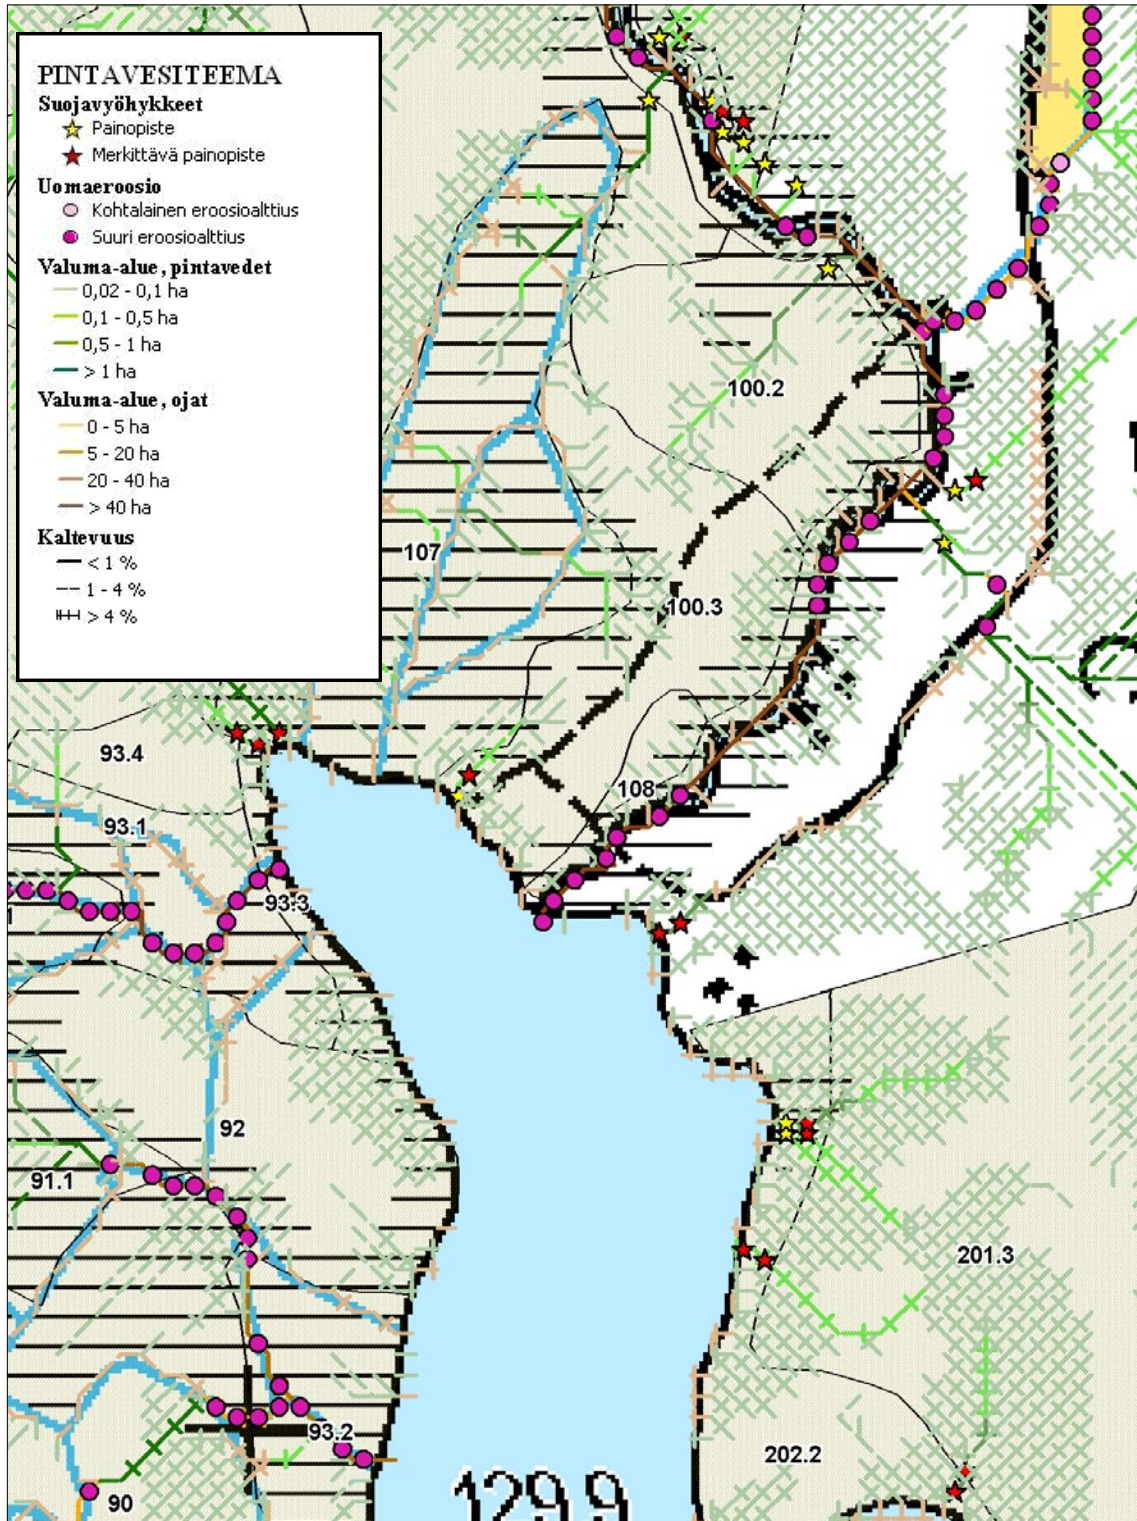 PINTAVESITEEMA
Suojavyöhykkeet
Painopiste
Merkittävä painopiste
Uomaeroosio
Kohtalainen eroosioalttius
Suuri eroosioalttius
Valuma-alue, pintavedet
0,02 - 0,1 ha
0,1 - 0,5 ha
0,5 - 1 ha
> 1 ha
Valuma-alue, ojat
0 - 5 ha
5 - 20 ha
20 - 40 ha
> 40 ha
Kaltevuus
< 1 %
1 - 4 %
> 4 %
100.2
107
100.3
93.4
108
93.1
93.3
92
91.1
201.3
93.2
202.2
90
129.9